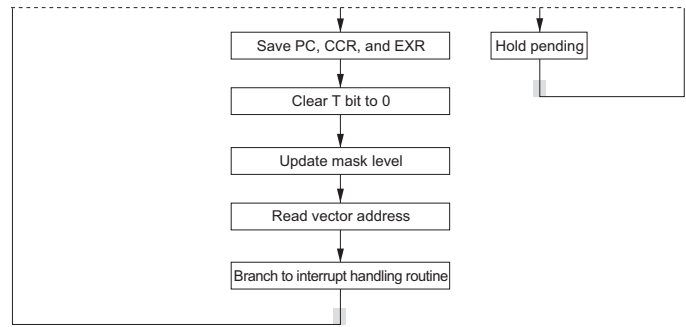 Save PC, CCR, and EXR
Hold pending
Clear T bit to 0
Update mask level
Read vector address
Branch to interrupt handling routine